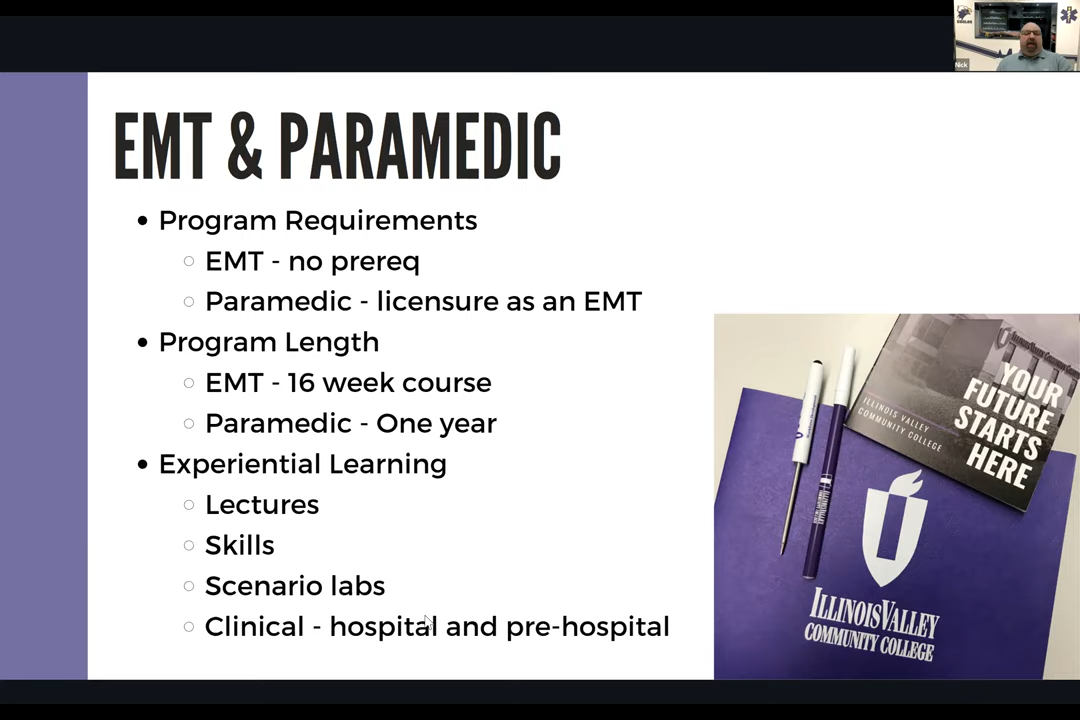 Nick
EMT & PARAMEDIC
Program Requirements
EMT - no prereq
Paramedic - licensure as an EMT
Program Length
EMT - 16 week course
Paramedic - One year
Experiential Learning
Lectures
Skills
Scenario labs
Clinical - hospital and pre-hospital
YOUR
FUTURE
STARTS
HERE
ILLINOIS VALLEY
COMMUNITY COLLEGE
ILLINOISVALLEY
COMMUNITY COLLEGE